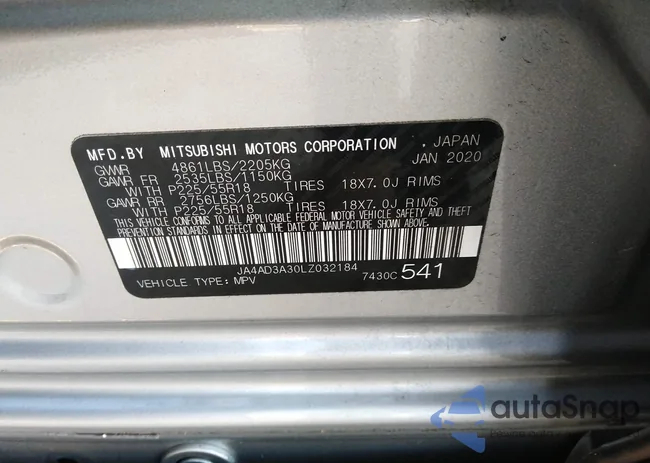 MFD.BY MITSUBISHI MOTORS CORPORATION . JAPAN
GVWR 4861LBS/2205KG JAN 2020
GAWR FR 2535LBS/1150KG
WITH P225/55R18 TIRES 18X7.0J RIMS
GAWR RR 2756LBS/1250KG
WITH P225/55R18 TIRES 18X7.0J RIMS
THIS VEHICLE CONFORMS TO ALL APPLICABLE FEDERAL MOTOR VEHICLE SAFETY AND THEFT
PREVENTION STANDARDS IN EFFECT ON THE DATE OF MANUFACTURE SHOWN ABOVE.
JA4AD3A30LZ032184
VEHICLE TYPE: MPV 7430C 541
autoSnap